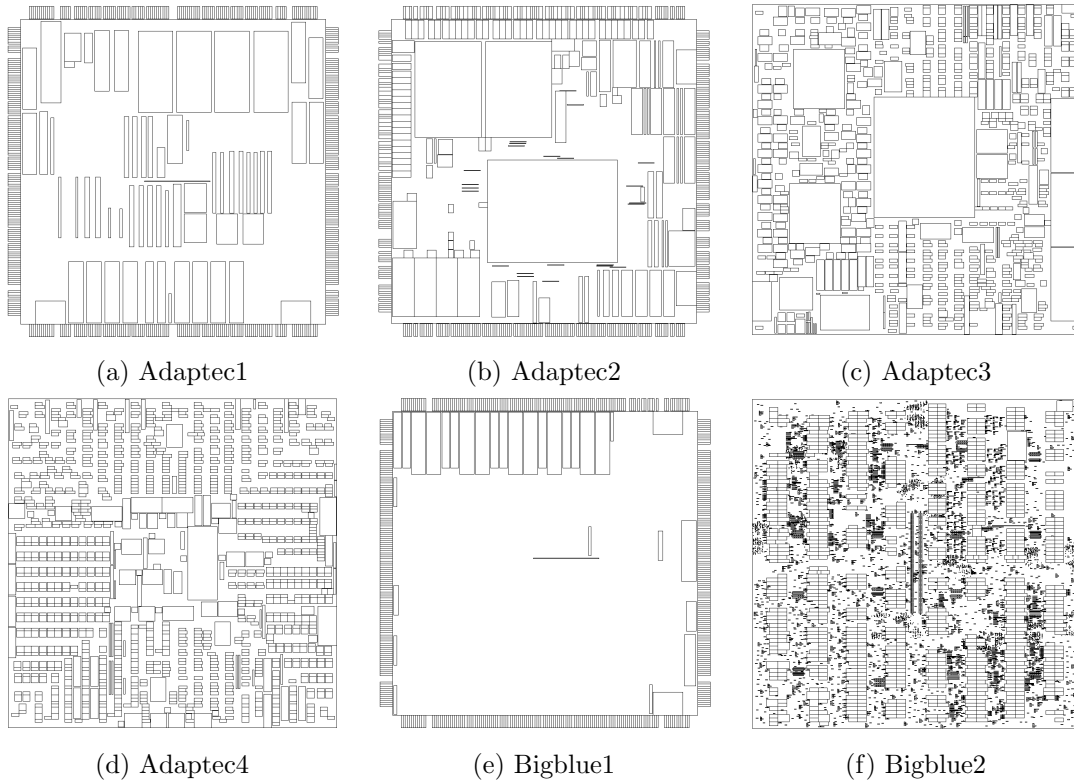 (a) Adaptec1
(b) Adaptec2
(c) Adaptec3
(d) Adaptec4
(e) Bigblue1
(f) Bigblue2